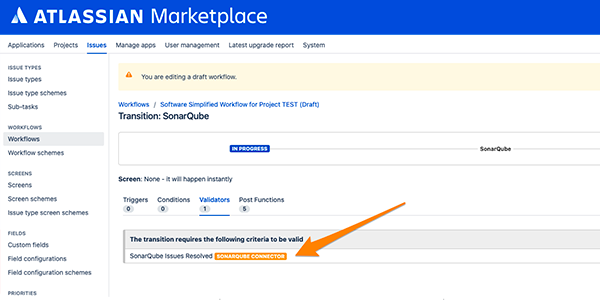 ATLASSIAN Marketplace
Applications Projects Issues Manage apps User management Latest upgrade report System
ISSUE TYPES
Issue types
Issue type schemes
Sub-tasks
WORKFLOWS
Workflows
Workflow schemes
SCREENS
Screens
Screen schemes
Issue type screen schemes
FIELDS
Custom fields
Field configurations
Field configuration schemes
PRIORITIES
You are editing a draft workflow.
Workflows / Software Simplified Workflow for Project TEST (Draft)
Transition: SonarQube
IN PROGRESS SonarQube
Screen: None - it will happen instantly
Triggers Conditions Validators Post Functions
0 0 1 5
The transition requires the following criteria to be valid
SonarQube Issues Resolved SONARQUBE CONNECTOR